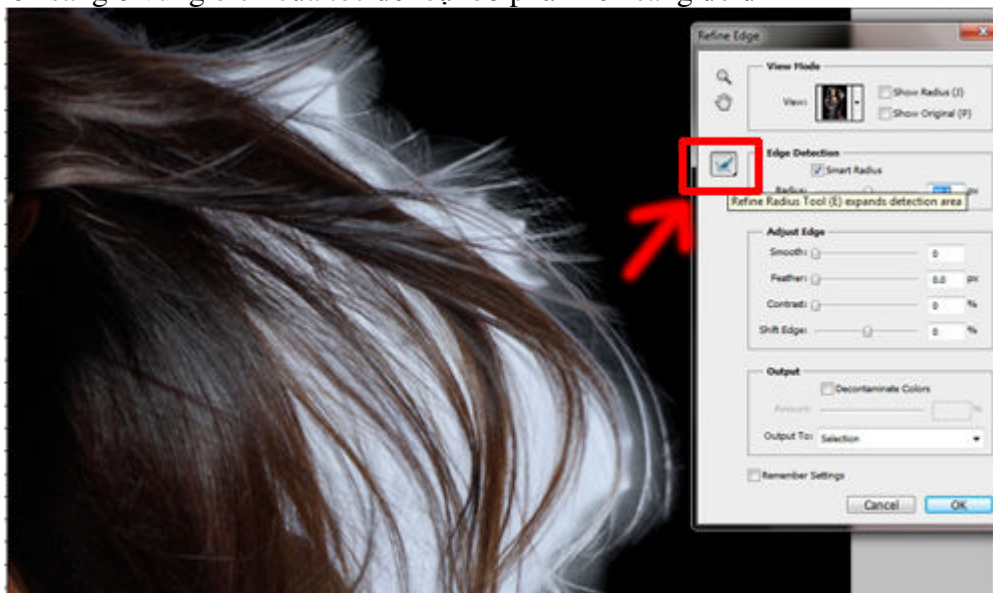 Refine Edge
View Mode
View:
Show Radius (J)
Show Original (P)
Edge Detection
Smart Radius
Radius:
px
Refine Radius Tool (E) expands detection area
Adjust Edge
Smooth: 0
Feather: 0.0 px
Contrast: 0 %
Shift Edge: 0 %
Output
Decontaminate Colors
Amount: %
Output To: Selection
Remember Settings
Cancel OK